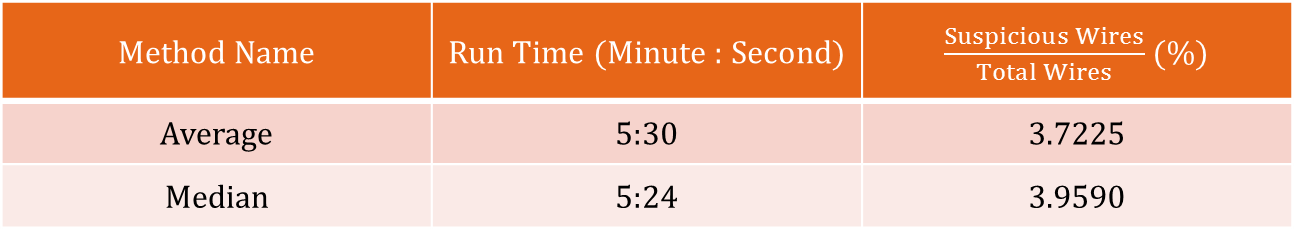 Method Name Run Time (Minute : Second) Suspicious Wires / Total Wires (%)
Average 5:30 3.7225
Median 5:24 3.9590